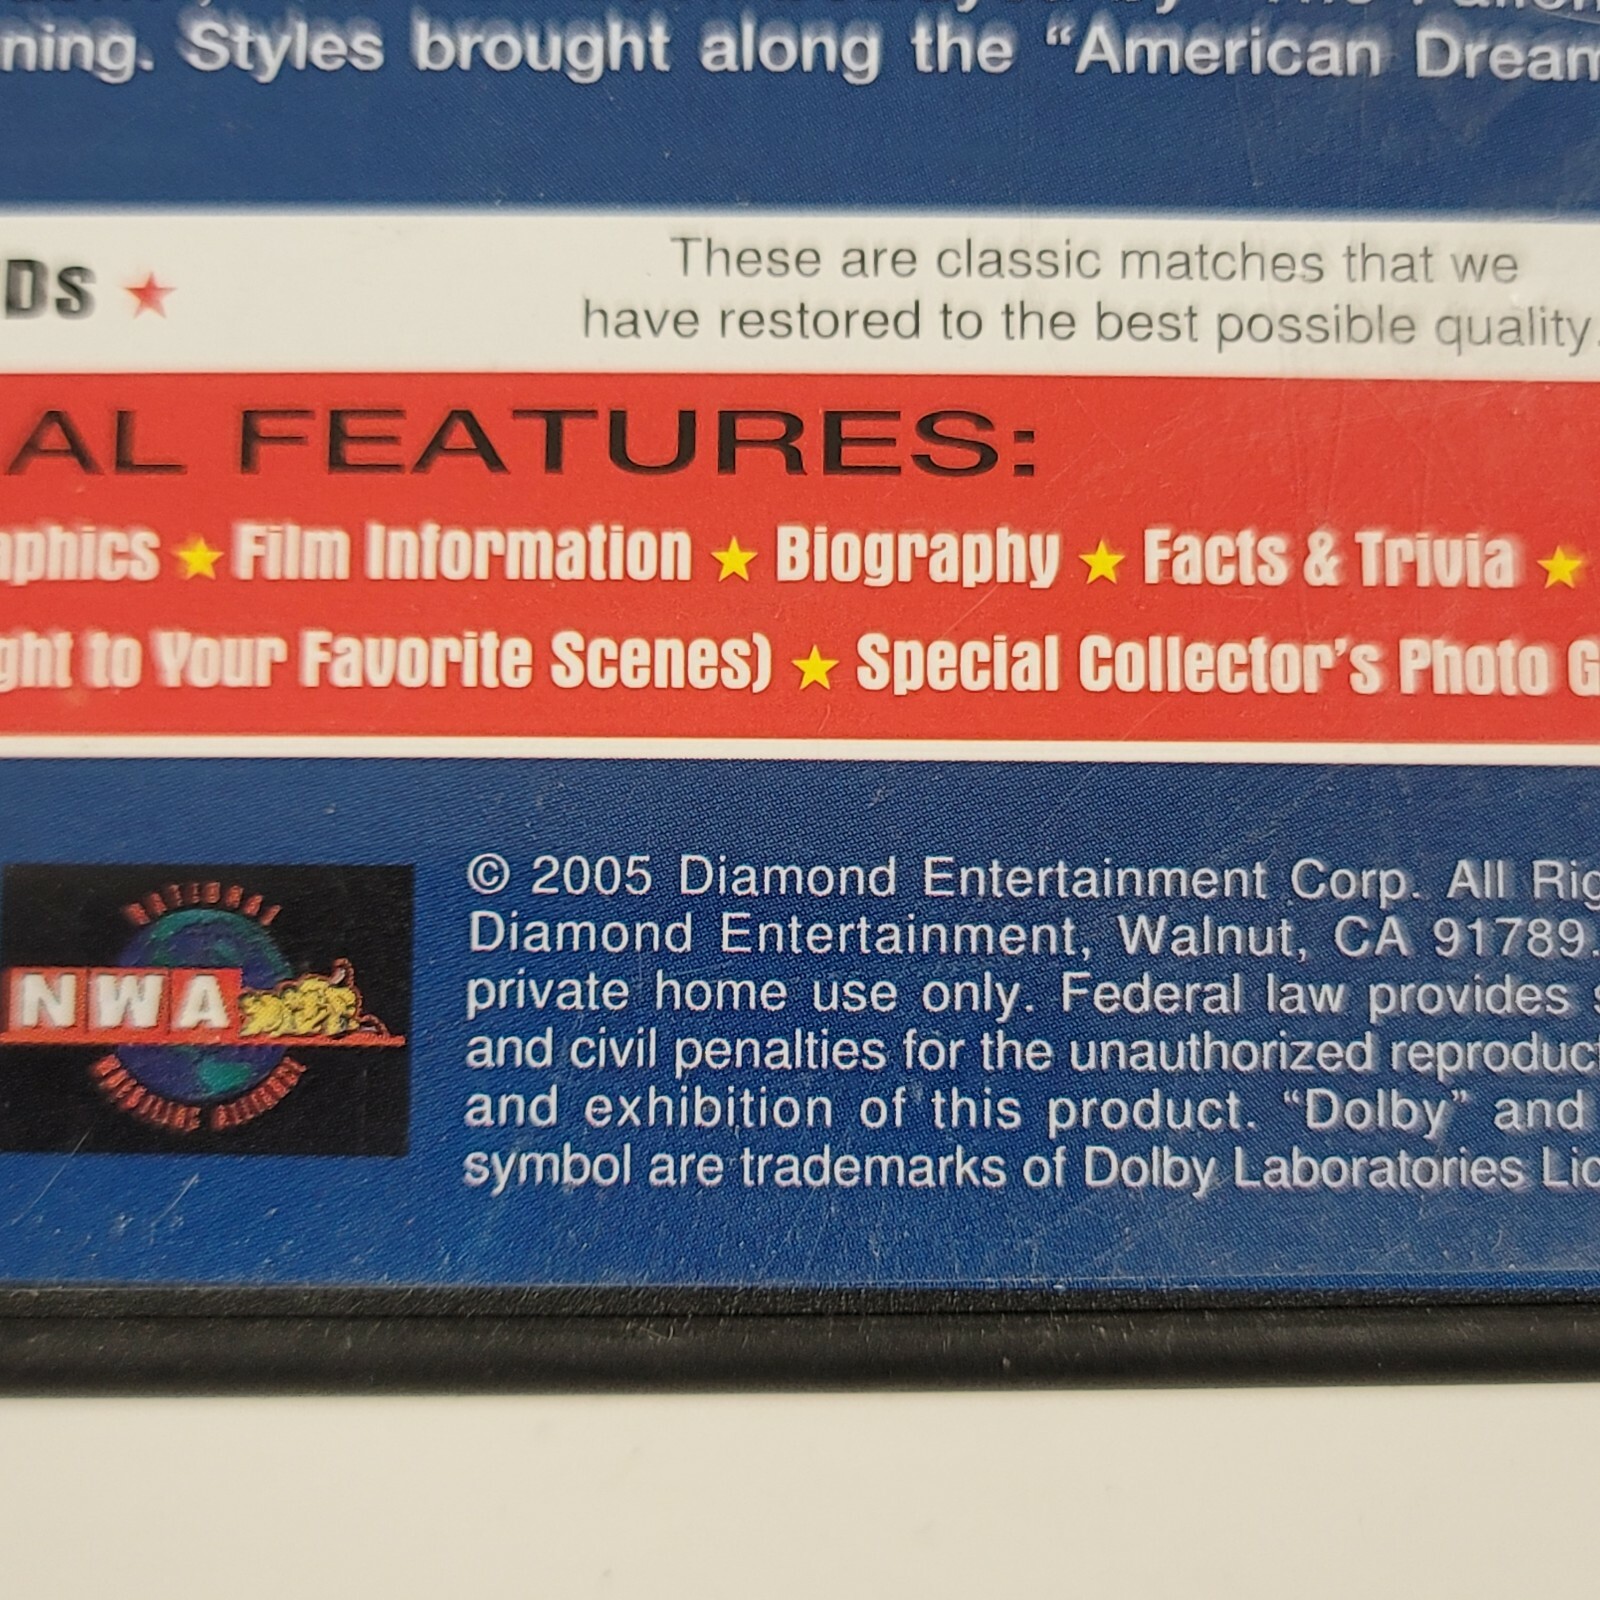 ning. Styles brought along the “American Dream
Ds
These are classic matches that we
have restored to the best possible quality.
AL FEATURES:
aphics ★ Film Information ★ Biography ★ Facts & Trivia ★
ght to Your Favorite Scenes) ★ Special Collector's Photo G
NATIONAL
NWA
WRESTLING ALLIANCE
© 2005 Diamond Entertainment Corp. All Rig
Diamond Entertainment, Walnut, CA 91789.
private home use only. Federal law provides s
and civil penalties for the unauthorized reproduct
and exhibition of this product. “Dolby” and
symbol are trademarks of Dolby Laboratories Lic